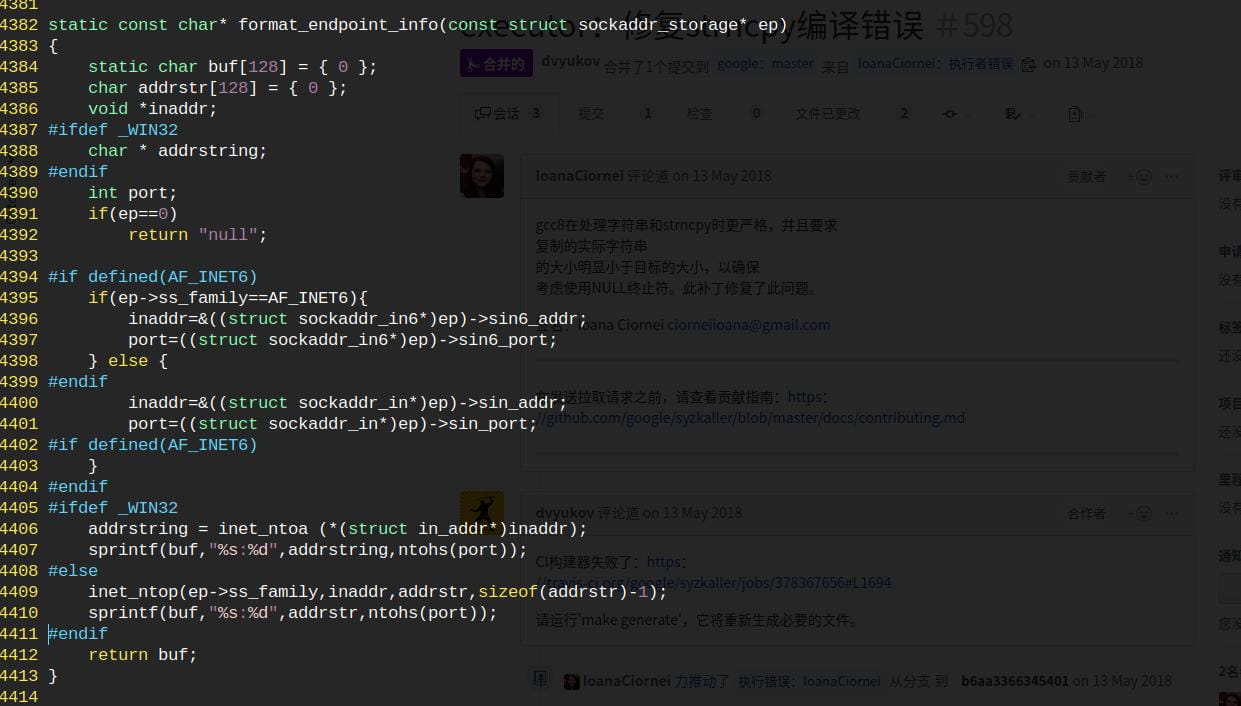 4381
4382 static const char* format_endpoint_info(const struct sockaddr_storage* ep)
4383 {
4384     static char buf[128] = { 0 };
4385     char addrstr[128] = { 0 };
4386     void *inaddr;
4387 #ifdef _WIN32
4388     char * addrstring;
4389 #endif
4390     int port;
4391     if(ep==0)
4392         return "null";
4393
4394 #if defined(AF_INET6)
4395     if(ep->ss_family==AF_INET6){
4396         inaddr=&((struct sockaddr_in6*)ep)->sin6_addr;
4397         port=((struct sockaddr_in6*)ep)->sin6_port;
4398     } else {
4399 #endif
4400         inaddr=&((struct sockaddr_in*)ep)->sin_addr;
4401         port=((struct sockaddr_in*)ep)->sin_port;
4402 #if defined(AF_INET6)
4403     }
4404 #endif
4405 #ifdef _WIN32
4406     addrstring = inet_ntoa (*(struct in_addr*)inaddr);
4407     sprintf(buf,"%s:%d",addrstring,ntohs(port));
4408 #else
4409     inet_ntop(ep->ss_family,inaddr,addrstr,sizeof(addrstr)-1);
4410     sprintf(buf,"%s:%d",addrstr,ntohs(port));
4411 #endif
4412     return buf;
4413 }
4414
executor：修复strncpy编译错误 #598
合并的 dvyukov 合并了1个提交到 google：master 来自 IoanaCiornei：执行者错误 on 13 May 2018
会话 3 提交 1 检查 0 文件已更改 2
IoanaCiornei 评论道 on 13 May 2018 贡献者
gcc8在处理字符串和strncpy时更严格，并且要求
复制的实际字符串
的大小明显小于目标的大小，以确保
考虑使用NULL终止符。此补丁修复了此问题。
Ioana Ciornei ciorneiioana@gmail.com
发送拉取请求之前，请查看贡献指南：https：
//github.com/google/syzkaller/blob/master/docs/contributing.md
dvyukov 评论道 on 13 May 2018 合作者
CI构建器失败了：https：
//travis-ci.org/google/syzkaller/jobs/378367656#L1694
请运行'make generate'，它将重新生成必要的文件。
IoanaCiornei 力推动了 执行错误：IoanaCiornei 从分支 到 b6aa3366345401 on 13 May 2018
评审
没有
申请
没有
标签
还没
项目
还没
里程
没有
通知
您没
2名